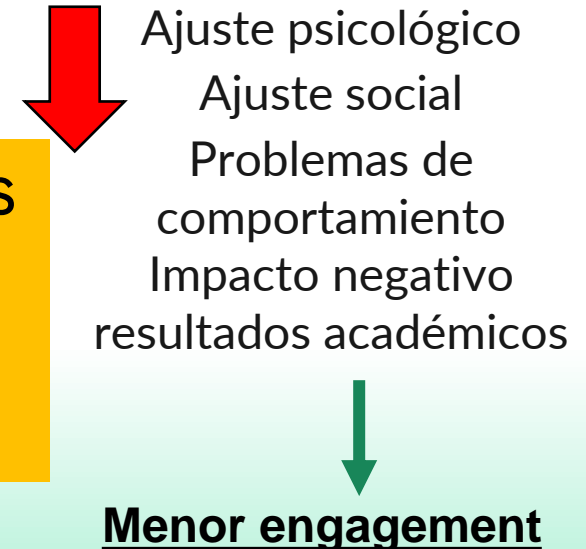 Ajuste psicológico
Ajuste social
s
Problemas de
comportamiento
Impacto negativo
resultados académicos
Menor engagement